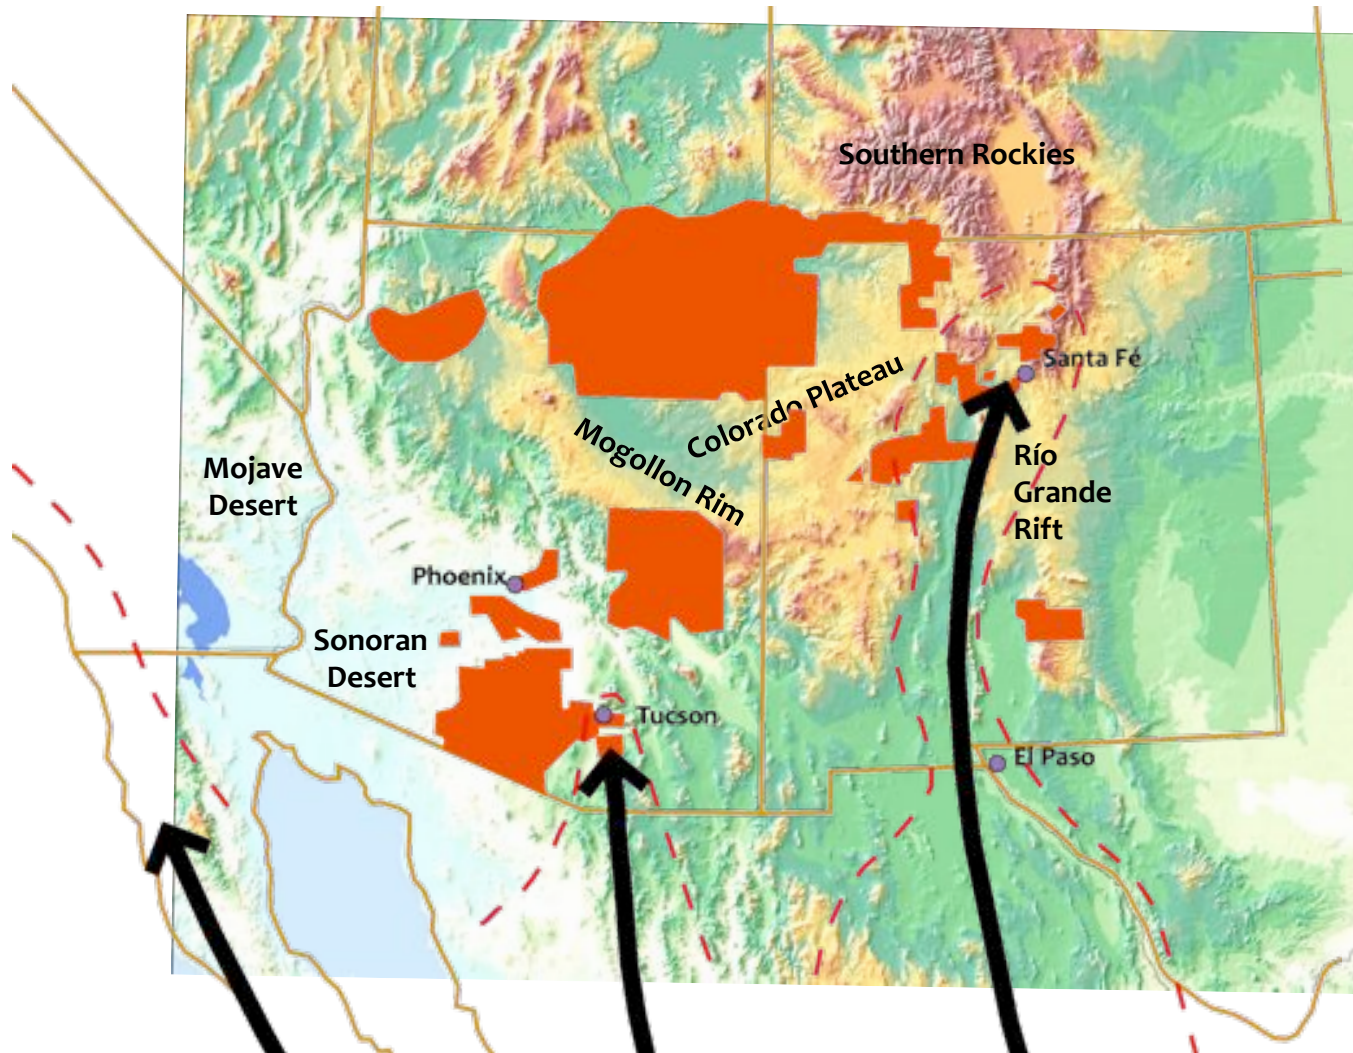 Southern Rockies
Santa Fé
Colorado Plateau
Mogollon Rim
Mojave
Desert
Río
Grande
Rift
Phoenix
Sonoran
Desert
Tucson
El Paso